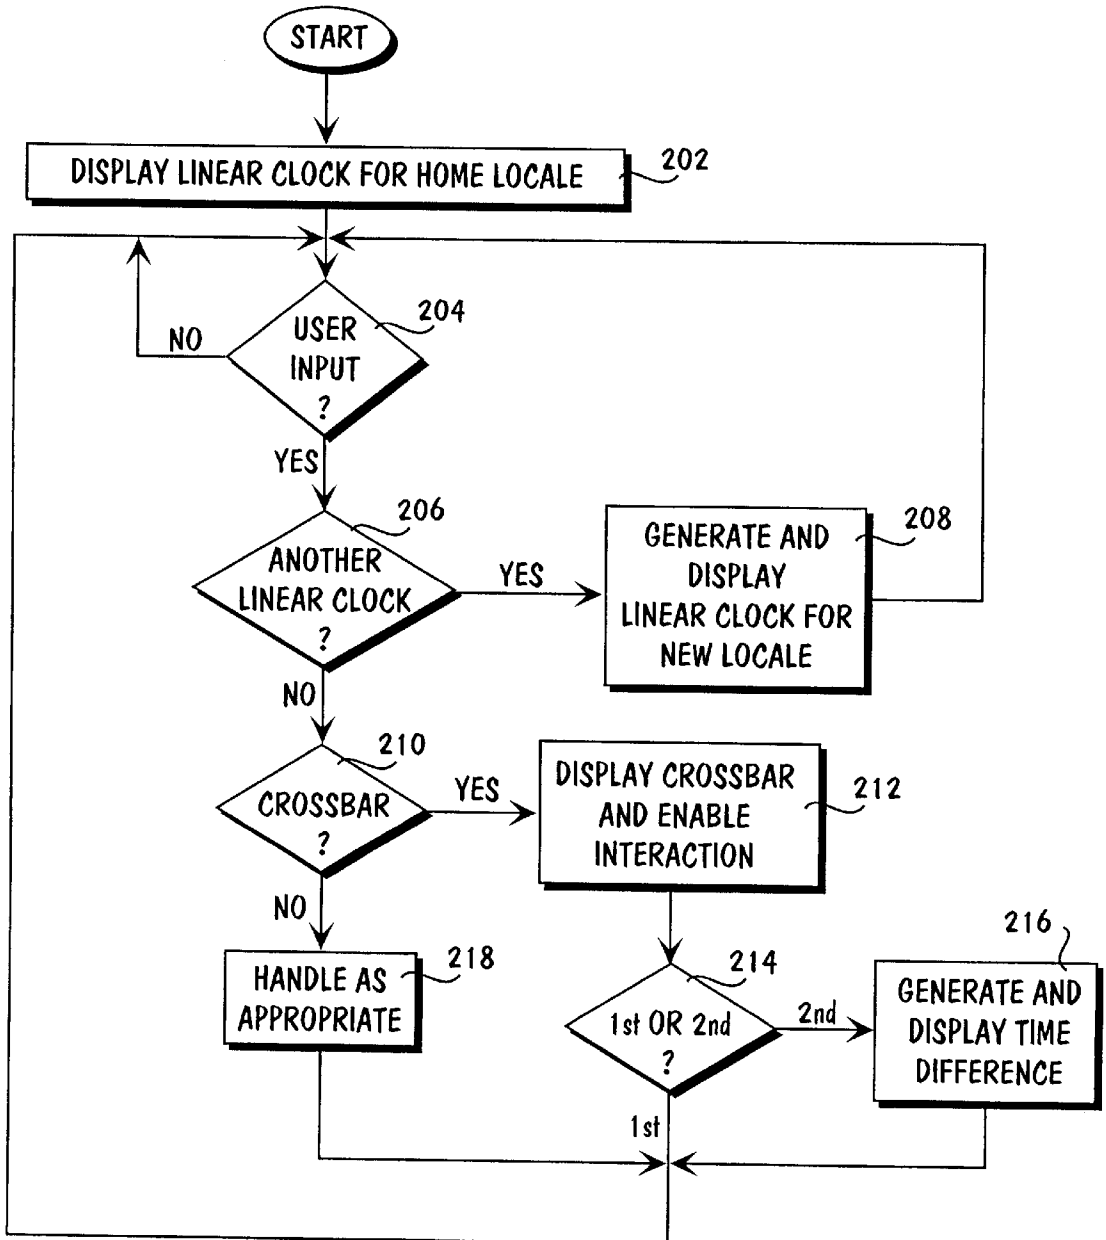 START
DISPLAY LINEAR CLOCK FOR HOME LOCALE
202
204
USER
INPUT
?
NO
YES
206
ANOTHER
LINEAR CLOCK
?
YES
208
GENERATE AND
DISPLAY
LINEAR CLOCK FOR
NEW LOCALE
NO
210
CROSSBAR
?
YES
DISPLAY CROSSBAR
AND ENABLE
INTERACTION
212
NO
218
HANDLE AS
APPROPRIATE
214
1st OR 2nd
?
2nd
216
GENERATE AND
DISPLAY TIME
DIFFERENCE
1st